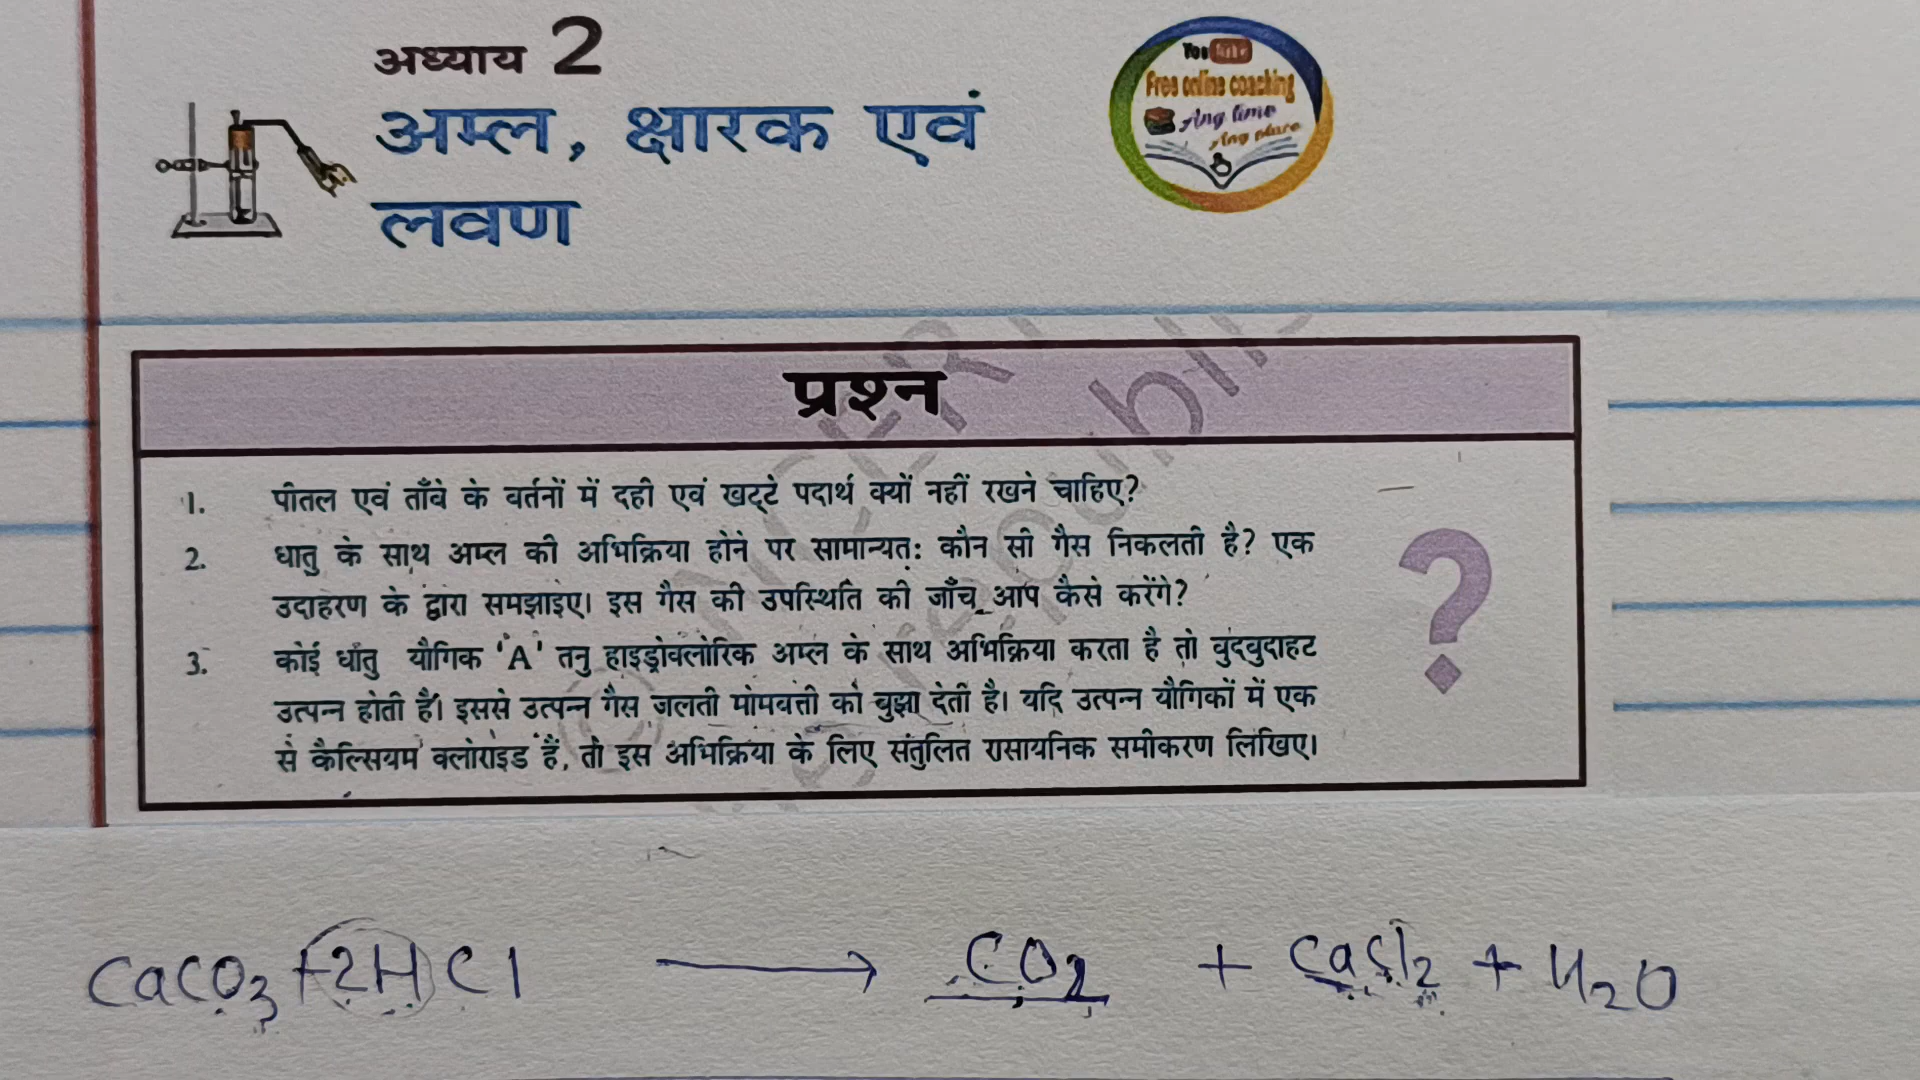 अध्याय 2
अम्ल, क्षारक एवं
लवण
You
Free online coaching
Any time
Any place
प्रश्न
1. पीतल एवं ताँबे के बर्तनों में दही एवं खट्टे पदार्थ क्यों नहीं रखने चाहिए?
2. धातु के साथ अम्ल की अभिक्रिया होने पर सामान्यतः कौन सी गैस निकलती है? एक
उदाहरण के द्वारा समझाइए। इस गैस की उपस्थिति की जाँच आप कैसे करेंगे?
3. कोई धातु यौगिक 'A' तनु हाइड्रोक्लोरिक अम्ल के साथ अभिक्रिया करता है तो बुदबुदाहट
उत्पन्न होती है। इससे उत्पन्न गैस जलती मोमबत्ती को बुझा देती है। यदि उत्पन्न यौगिकों में एक
से कैल्सियम क्लोराइड हैं, तो इस अभिक्रिया के लिए संतुलित रासायनिक समीकरण लिखिए।
?
CaCO3+2HCl → CO2 + CaCl2 + H2O